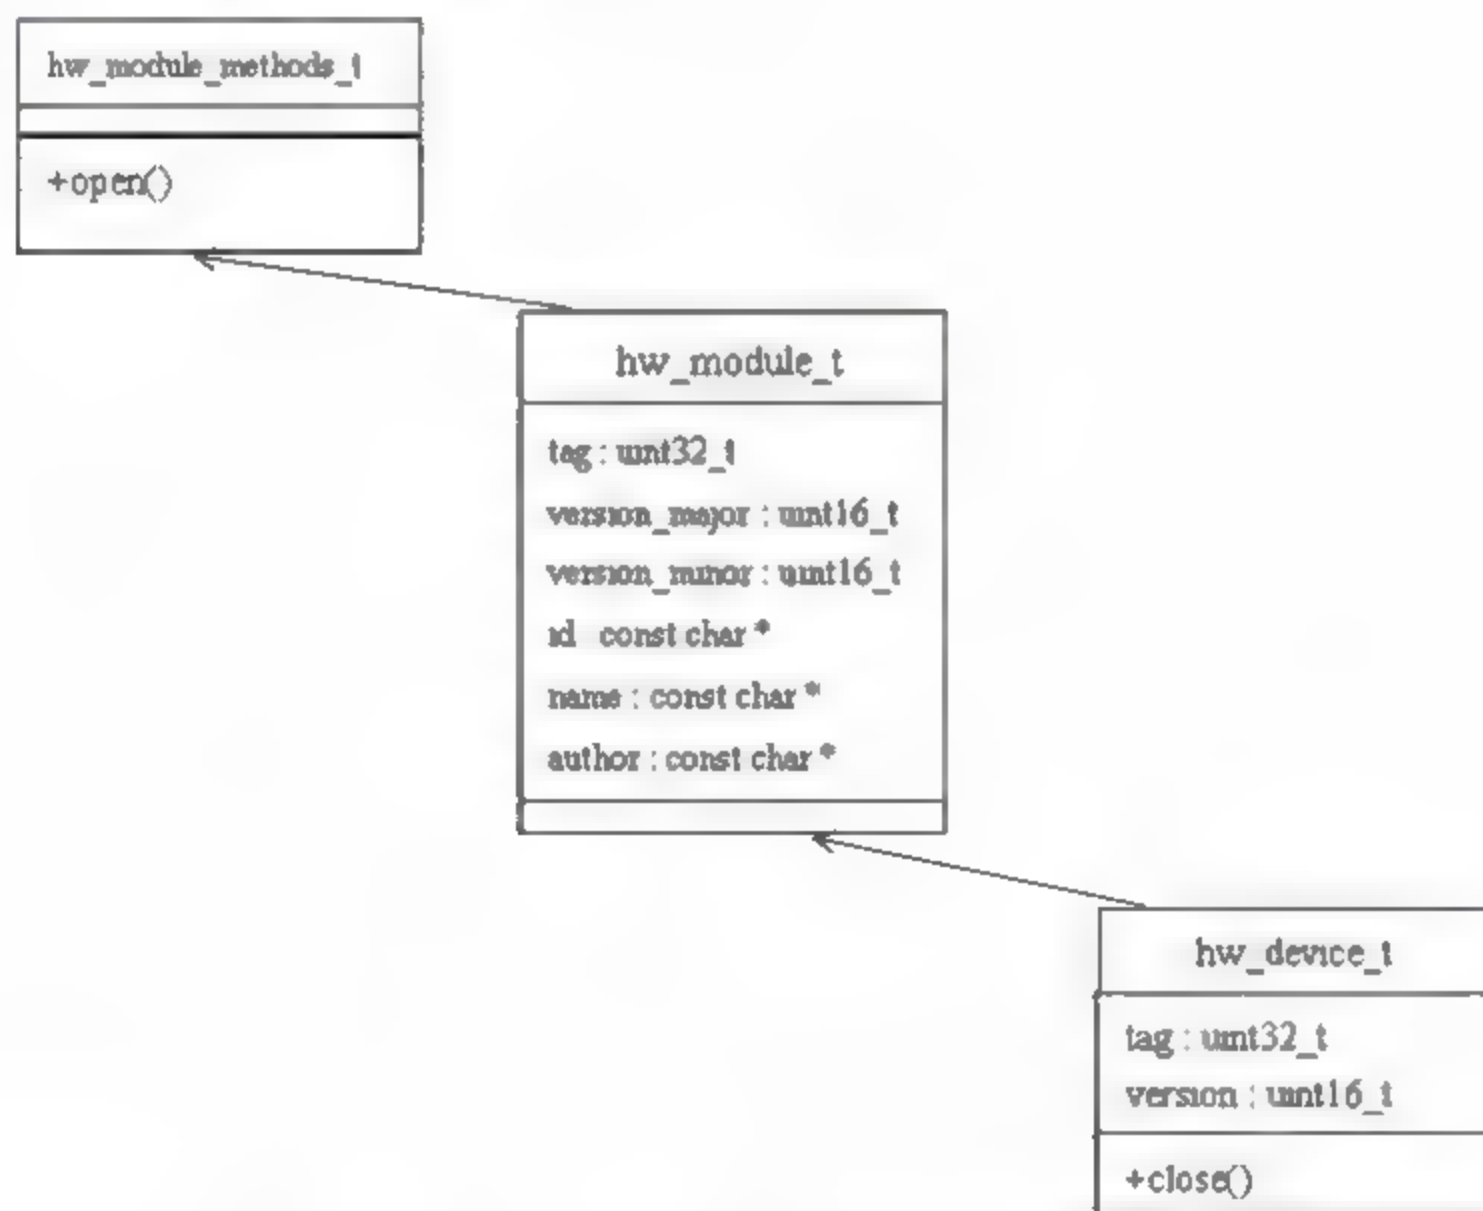 hw_module_methods_t
+open()
hw_module_t
tag : uint32_t
version_major : uint16_t
version_minor : uint16_t
id const char *
name : const char *
author : const char *
hw_device_t
tag : uint32_t
version : uint16_t
+close()